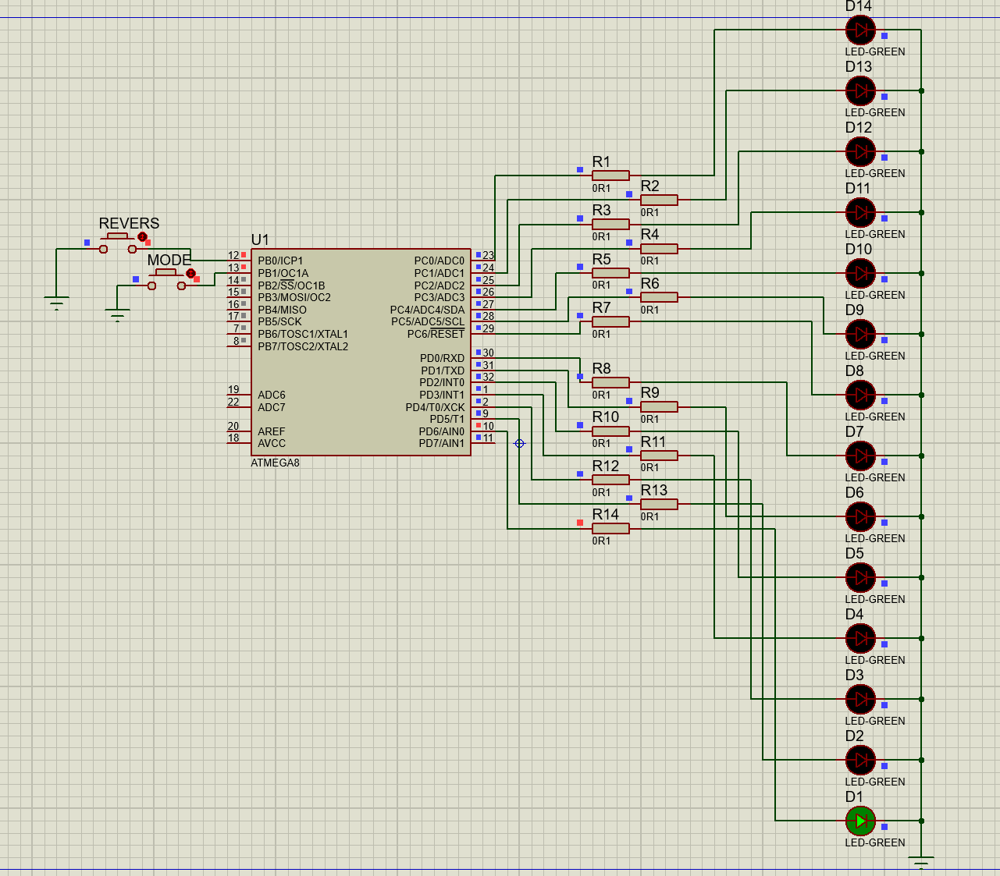 D14
LED-GREEN
D13
LED-GREEN
D12
LED-GREEN
D11
LED-GREEN
D10
LED-GREEN
D9
LED-GREEN
D8
LED-GREEN
D7
LED-GREEN
D6
LED-GREEN
D5
LED-GREEN
D4
LED-GREEN
D3
LED-GREEN
D2
LED-GREEN
D1
LED-GREEN
R1
0R1
R2
0R1
R3
0R1
R4
0R1
R5
0R1
R6
0R1
R7
0R1
R8
0R1
R9
0R1
R10
0R1
R11
0R1
R12
0R1
R13
0R1
R14
0R1
REVERS
MODE
U1
12 PB0/ICP1
13 PB1/OC1A
14 PB2/SS/OC1B
15 PB3/MOSI/OC2
16 PB4/MISO
17 PB5/SCK
7 PB6/TOSC1/XTAL1
8 PB7/TOSC2/XTAL2
19 ADC6
22 ADC7
20 AREF
18 AVCC
PC0/ADC0 23
PC1/ADC1 24
PC2/ADC2 25
PC3/ADC3 26
PC4/ADC4/SDA 27
PC5/ADC5/SCL 28
PC6/RESET 29
PD0/RXD 30
PD1/TXD 31
PD2/INT0 32
PD3/INT1 1
PD4/T0/XCK 2
PD5/T1 9
PD6/AIN0 10
PD7/AIN1 11
ATMEGA8